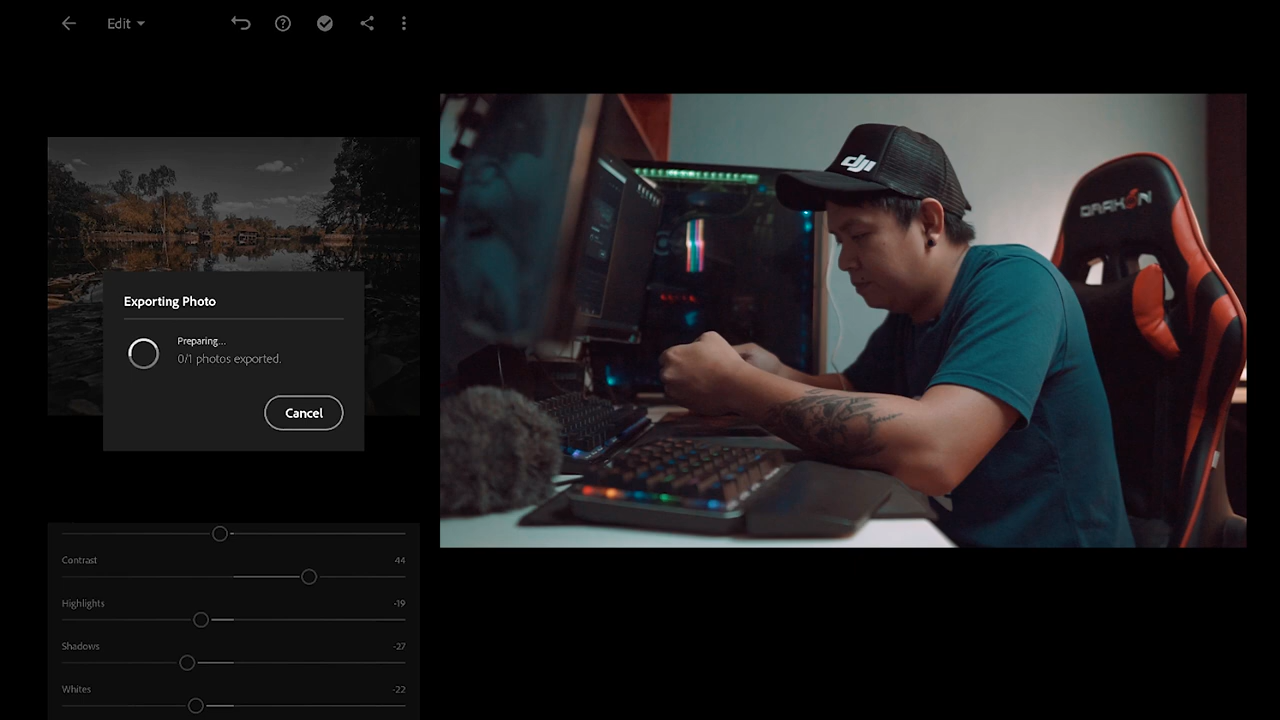 Edit
Exporting Photo
Preparing...
0/1 photos exported.
Cancel
Contrast 44
Highlights -19
Shadows -27
Whites -22
dji
DRAKON